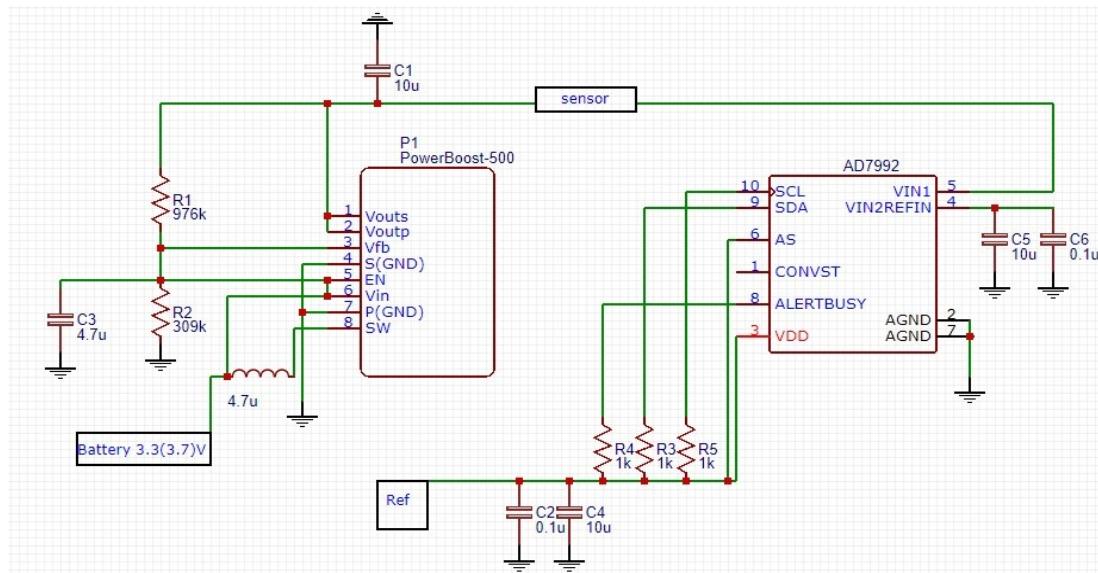 C1
10u
sensor
P1
PowerBoost-500
R1
976k
1 Vouts
2 Voutp
3 Vfb
4 S(GND)
5 EN
6 Vin
7 P(GND)
8 SW
C3
4.7u
R2
309k
4.7u
Battery 3.3(3.7)V
AD7992
10 SCL
9 SDA
6 AS
1 CONVST
8 ALERTBUSY
3 VDD
VIN1 5
VIN2REFIN 4
AGND 2
AGND 7
C5
10u
C6
0.1u
R4
1k
R3
1k
R5
1k
Ref
C2
0.1u
C4
10u